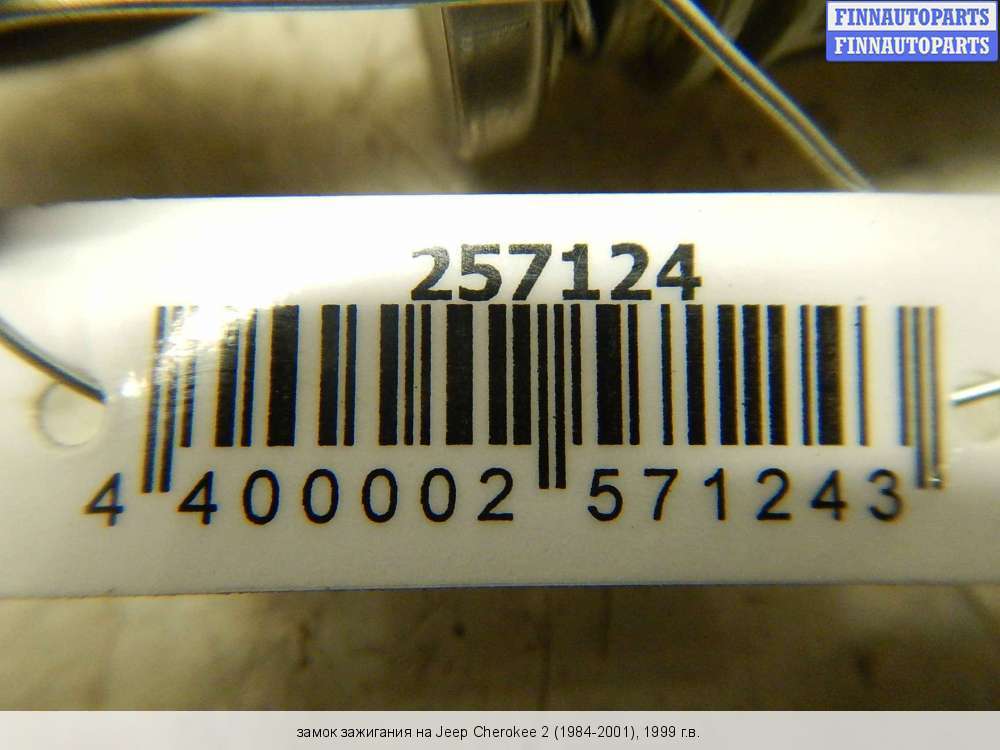 FINNAUTOPARTS
FINNAUTOPARTS
257124
4 400002 571243
замок зажигания на Jeep Cherokee 2 (1984-2001), 1999 г.в.